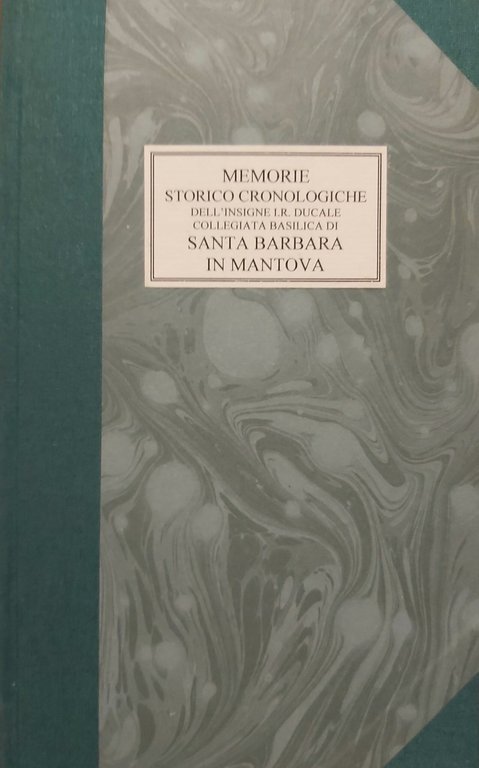 MEMORIE
STORICO CRONOLOGICHE
DELL'INSIGNE I.R. DUCALE
COLLEGIATA BASILICA DI
SANTA BARBARA
IN MANTOVA